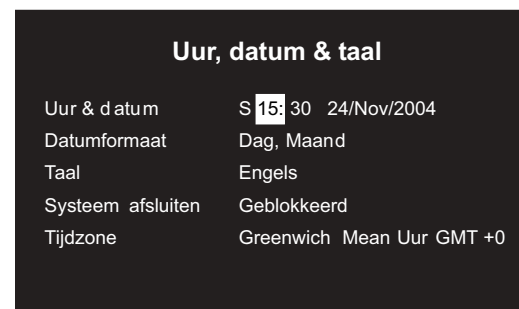 Uur, datum & taal
Uur & datum S 15: 30 24/Nov/2004
Datumformaat Dag, Maand
Taal Engels
Systeem afsluiten Geblokkeerd
Tijdzone Greenwich Mean Uur GMT +0